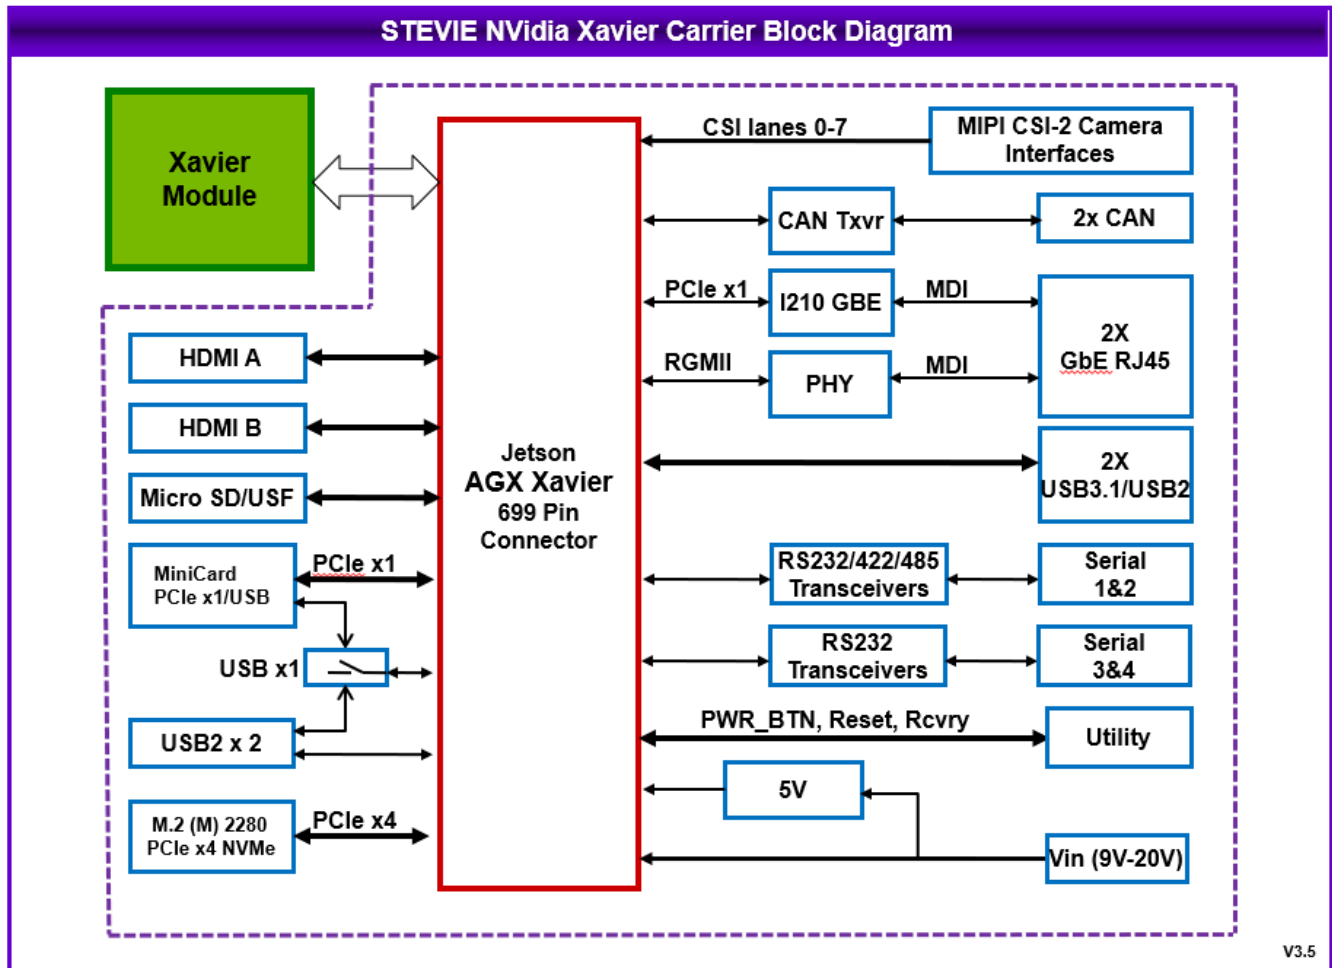 STEVIE NVidia Xavier Carrier Block Diagram
Xavier
Module
CSI lanes 0-7
MIPI CSI-2 Camera
Interfaces
CAN Txvr
2x CAN
PCIe x1
I210 GBE
MDI
2X
GbE RJ45
RGMII
PHY
MDI
HDMI A
HDMI B
Micro SD/USF
Jetson
AGX Xavier
699 Pin
Connector
2X
USB3.1/USB2
MiniCard
PCIe x1/USB
PCIe x1
RS232/422/485
Transceivers
Serial
1&2
USB x1
RS232
Transceivers
Serial
3&4
USB2 x 2
PWR_BTN, Reset, Rcvry
Utility
5V
M.2 (M) 2280
PCIe x4 NVMe
PCIe x4
Vin (9V-20V)
V3.5